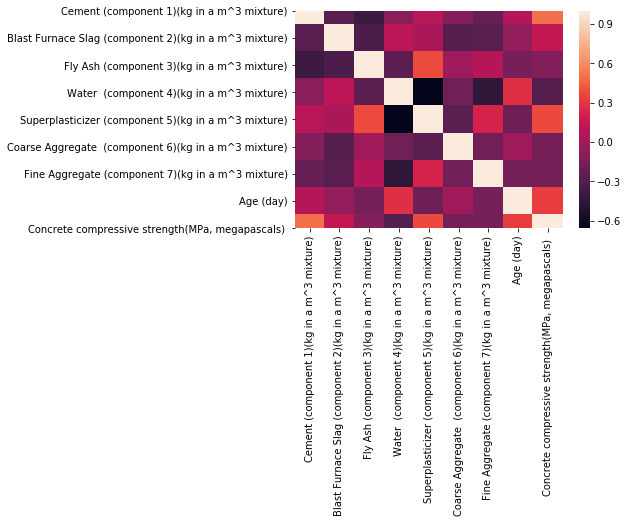 Cement (component 1)(kg in a m^3 mixture)
Blast Furnace Slag (component 2)(kg in a m^3 mixture)
Fly Ash (component 3)(kg in a m^3 mixture)
Water  (component 4)(kg in a m^3 mixture)
Superplasticizer (component 5)(kg in a m^3 mixture)
Coarse Aggregate  (component 6)(kg in a m^3 mixture)
Fine Aggregate (component 7)(kg in a m^3 mixture)
Age (day)
Concrete compressive strength(MPa, megapascals)
0.9
0.6
0.3
0.0
−0.3
−0.6
Cement (component 1)(kg in a m^3 mixture)
Blast Furnace Slag (component 2)(kg in a m^3 mixture)
Fly Ash (component 3)(kg in a m^3 mixture)
Water  (component 4)(kg in a m^3 mixture)
Superplasticizer (component 5)(kg in a m^3 mixture)
Coarse Aggregate  (component 6)(kg in a m^3 mixture)
Fine Aggregate (component 7)(kg in a m^3 mixture)
Age (day)
Concrete compressive strength(MPa, megapascals)